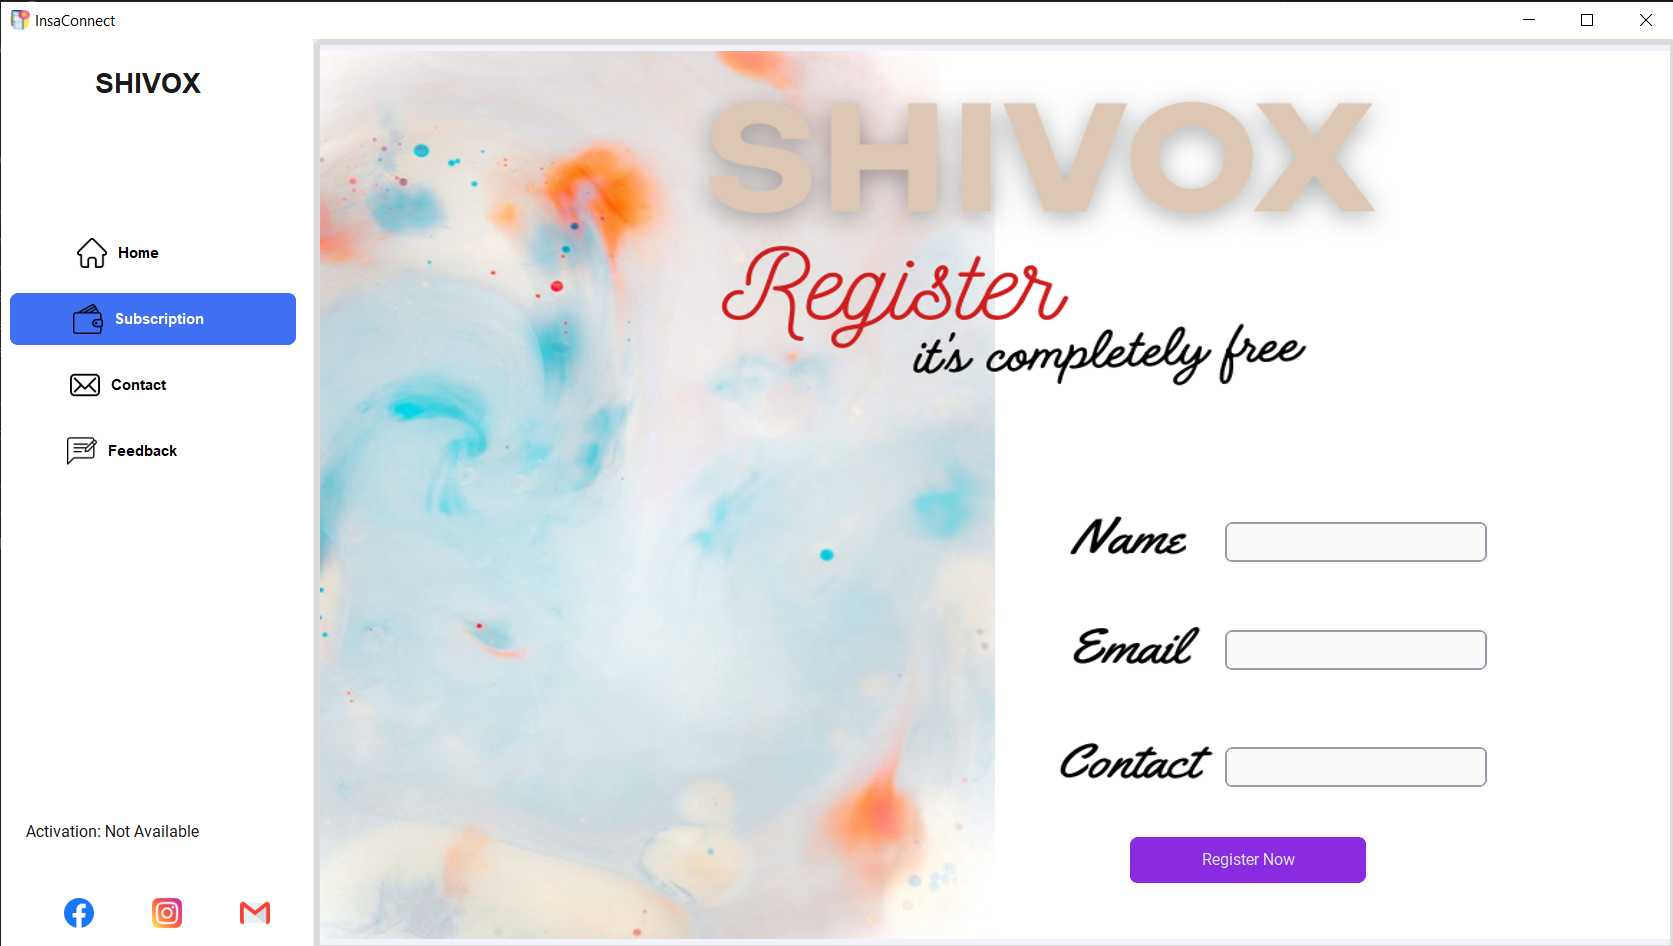 InsaConnect
SHIVOX
Home
Subscription
Contact
Feedback
Activation: Not Available
SHIVOX
Register
it's completely free
Name
Email
Contact
Register Now